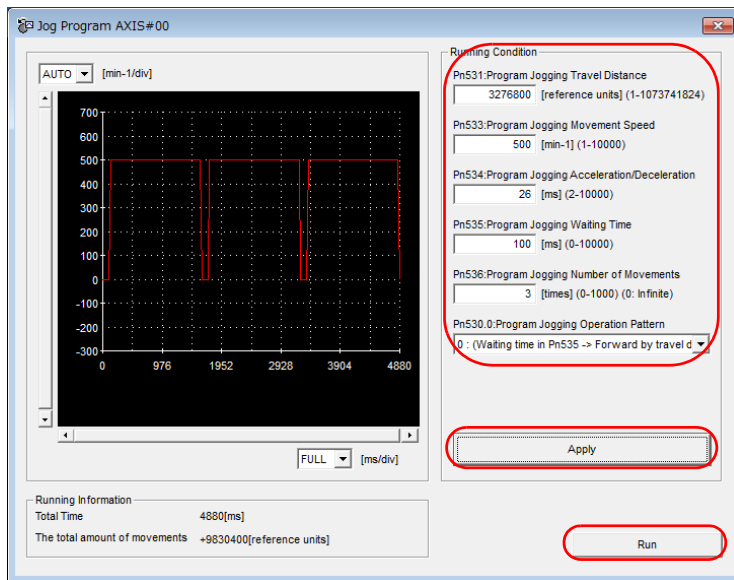 Jog Program AXIS#00
AUTO [min-1/div]
700
600
500
400
300
200
100
0
-100
-200
-300
0 976 1952 2928 3904 4880
FULL [ms/div]
Running Condition
Pn531:Program Jogging Travel Distance
3276800 [reference units] (1-1073741824)
Pn533:Program Jogging Movement Speed
500 [min-1] (1-10000)
Pn534:Program Jogging Acceleration/Deceleration
26 [ms] (2-10000)
Pn535:Program Jogging Waiting Time
100 [ms] (0-10000)
Pn536:Program Jogging Number of Movements
3 [times] (0-1000) (0: Infinite)
Pn530.0:Program Jogging Operation Pattern
0 : (Waiting time in Pn535 -> Forward by travel d
Apply
Running Information
Total Time 4880[ms]
The total amount of movements +9830400[reference units]
Run